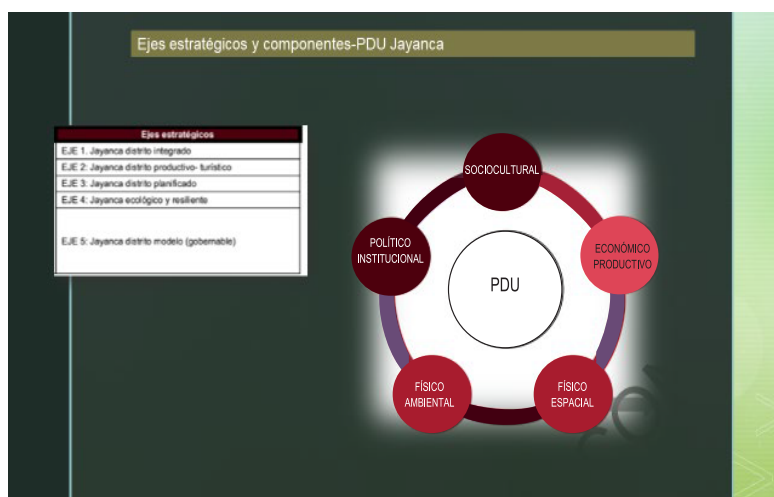 Ejes estratégicos y componentes-PDU Jayanca
Ejes estratégicos
EJE 1. Jayanca distrito integrado
EJE 2: Jayanca distrito productivo- turístico
EJE 3: Jayanca distrito planificado
EJE 4: Jayanca ecológico y resiliente
EJE 5: Jayanca distrito modelo (gobernable)
SOCIOCULTURAL
POLÍTICO
INSTITUCIONAL
ECONÓMICO
PRODUCTIVO
PDU
FÍSICO
AMBIENTAL
FÍSICO
ESPACIAL